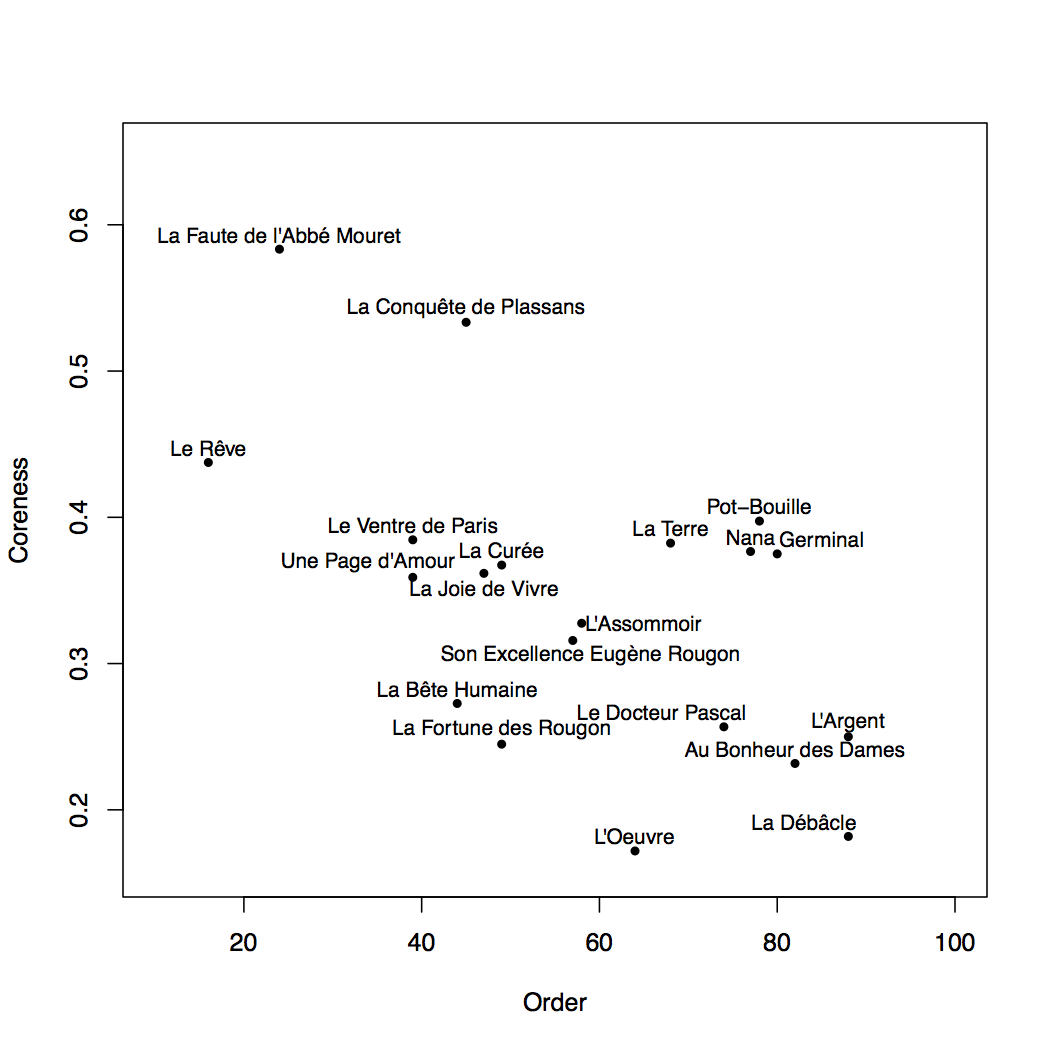 La Faute de l'Abbé Mouret
La Conquête de Plassans
Le Rêve
Pot−Bouille
Le Ventre de Paris
La Terre
Nana
Germinal
La Curée
Une Page d'Amour
La Joie de Vivre
L'Assommoir
Son Excellence Eugène Rougon
La Bête Humaine
Le Docteur Pascal
L'Argent
La Fortune des Rougon
Au Bonheur des Dames
La Débâcle
L'Oeuvre
0.6
0.5
0.4
0.3
0.2
Coreness
20 40 60 80 100
Order